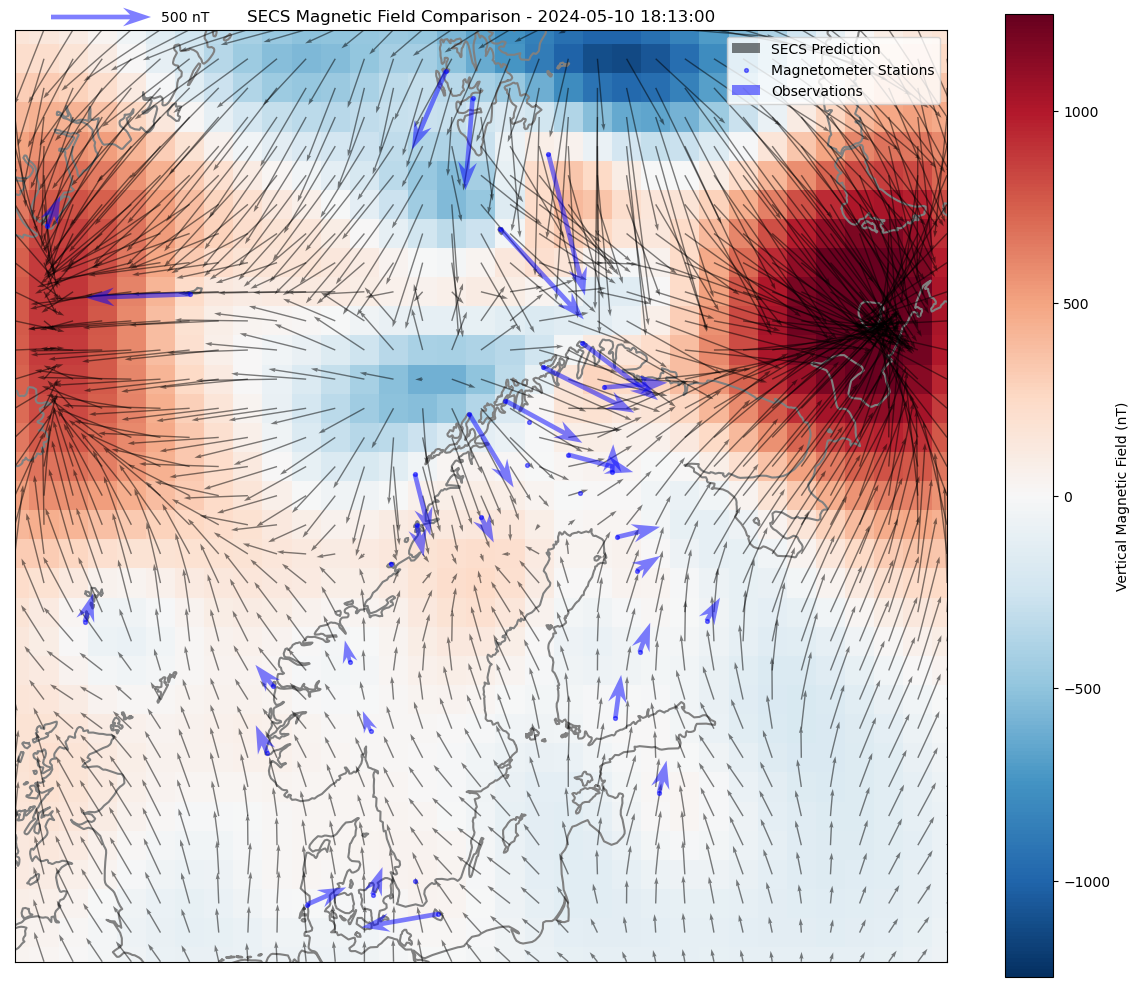 500 nT
SECS Magnetic Field Comparison - 2024-05-10 18:13:00
SECS Prediction
Magnetometer Stations
Observations
1000
500
0
−500
−1000
Vertical Magnetic Field (nT)